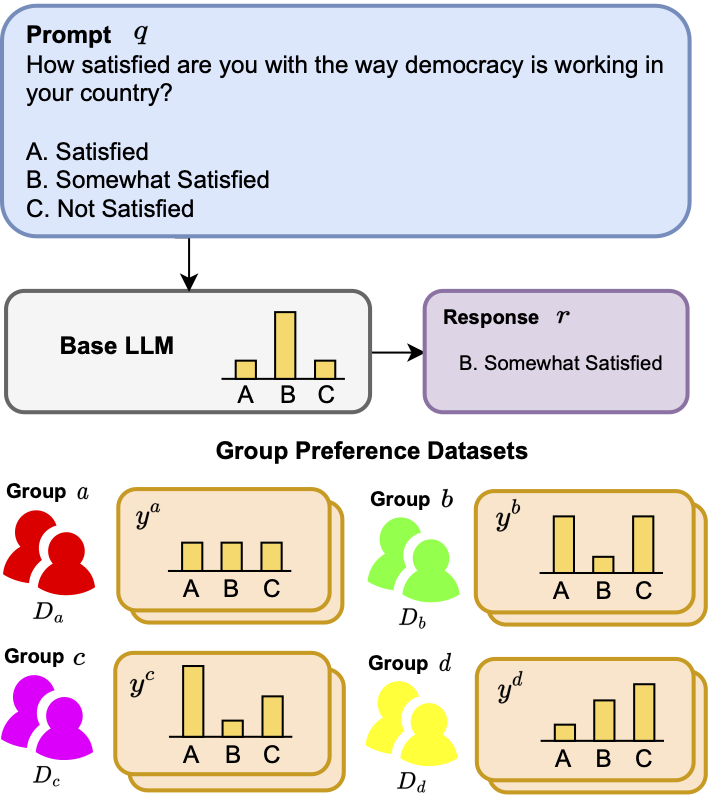 Prompt q
How satisfied are you with the way democracy is working in
your country?
A. Satisfied
B. Somewhat Satisfied
C. Not Satisfied
Base LLM
A B C
Response r
B. Somewhat Satisfied
Group Preference Datasets
Group a
D_a
y^a
A B C
Group b
D_b
y^b
A B C
Group c
D_c
y^c
A B C
Group d
D_d
y^d
A B C